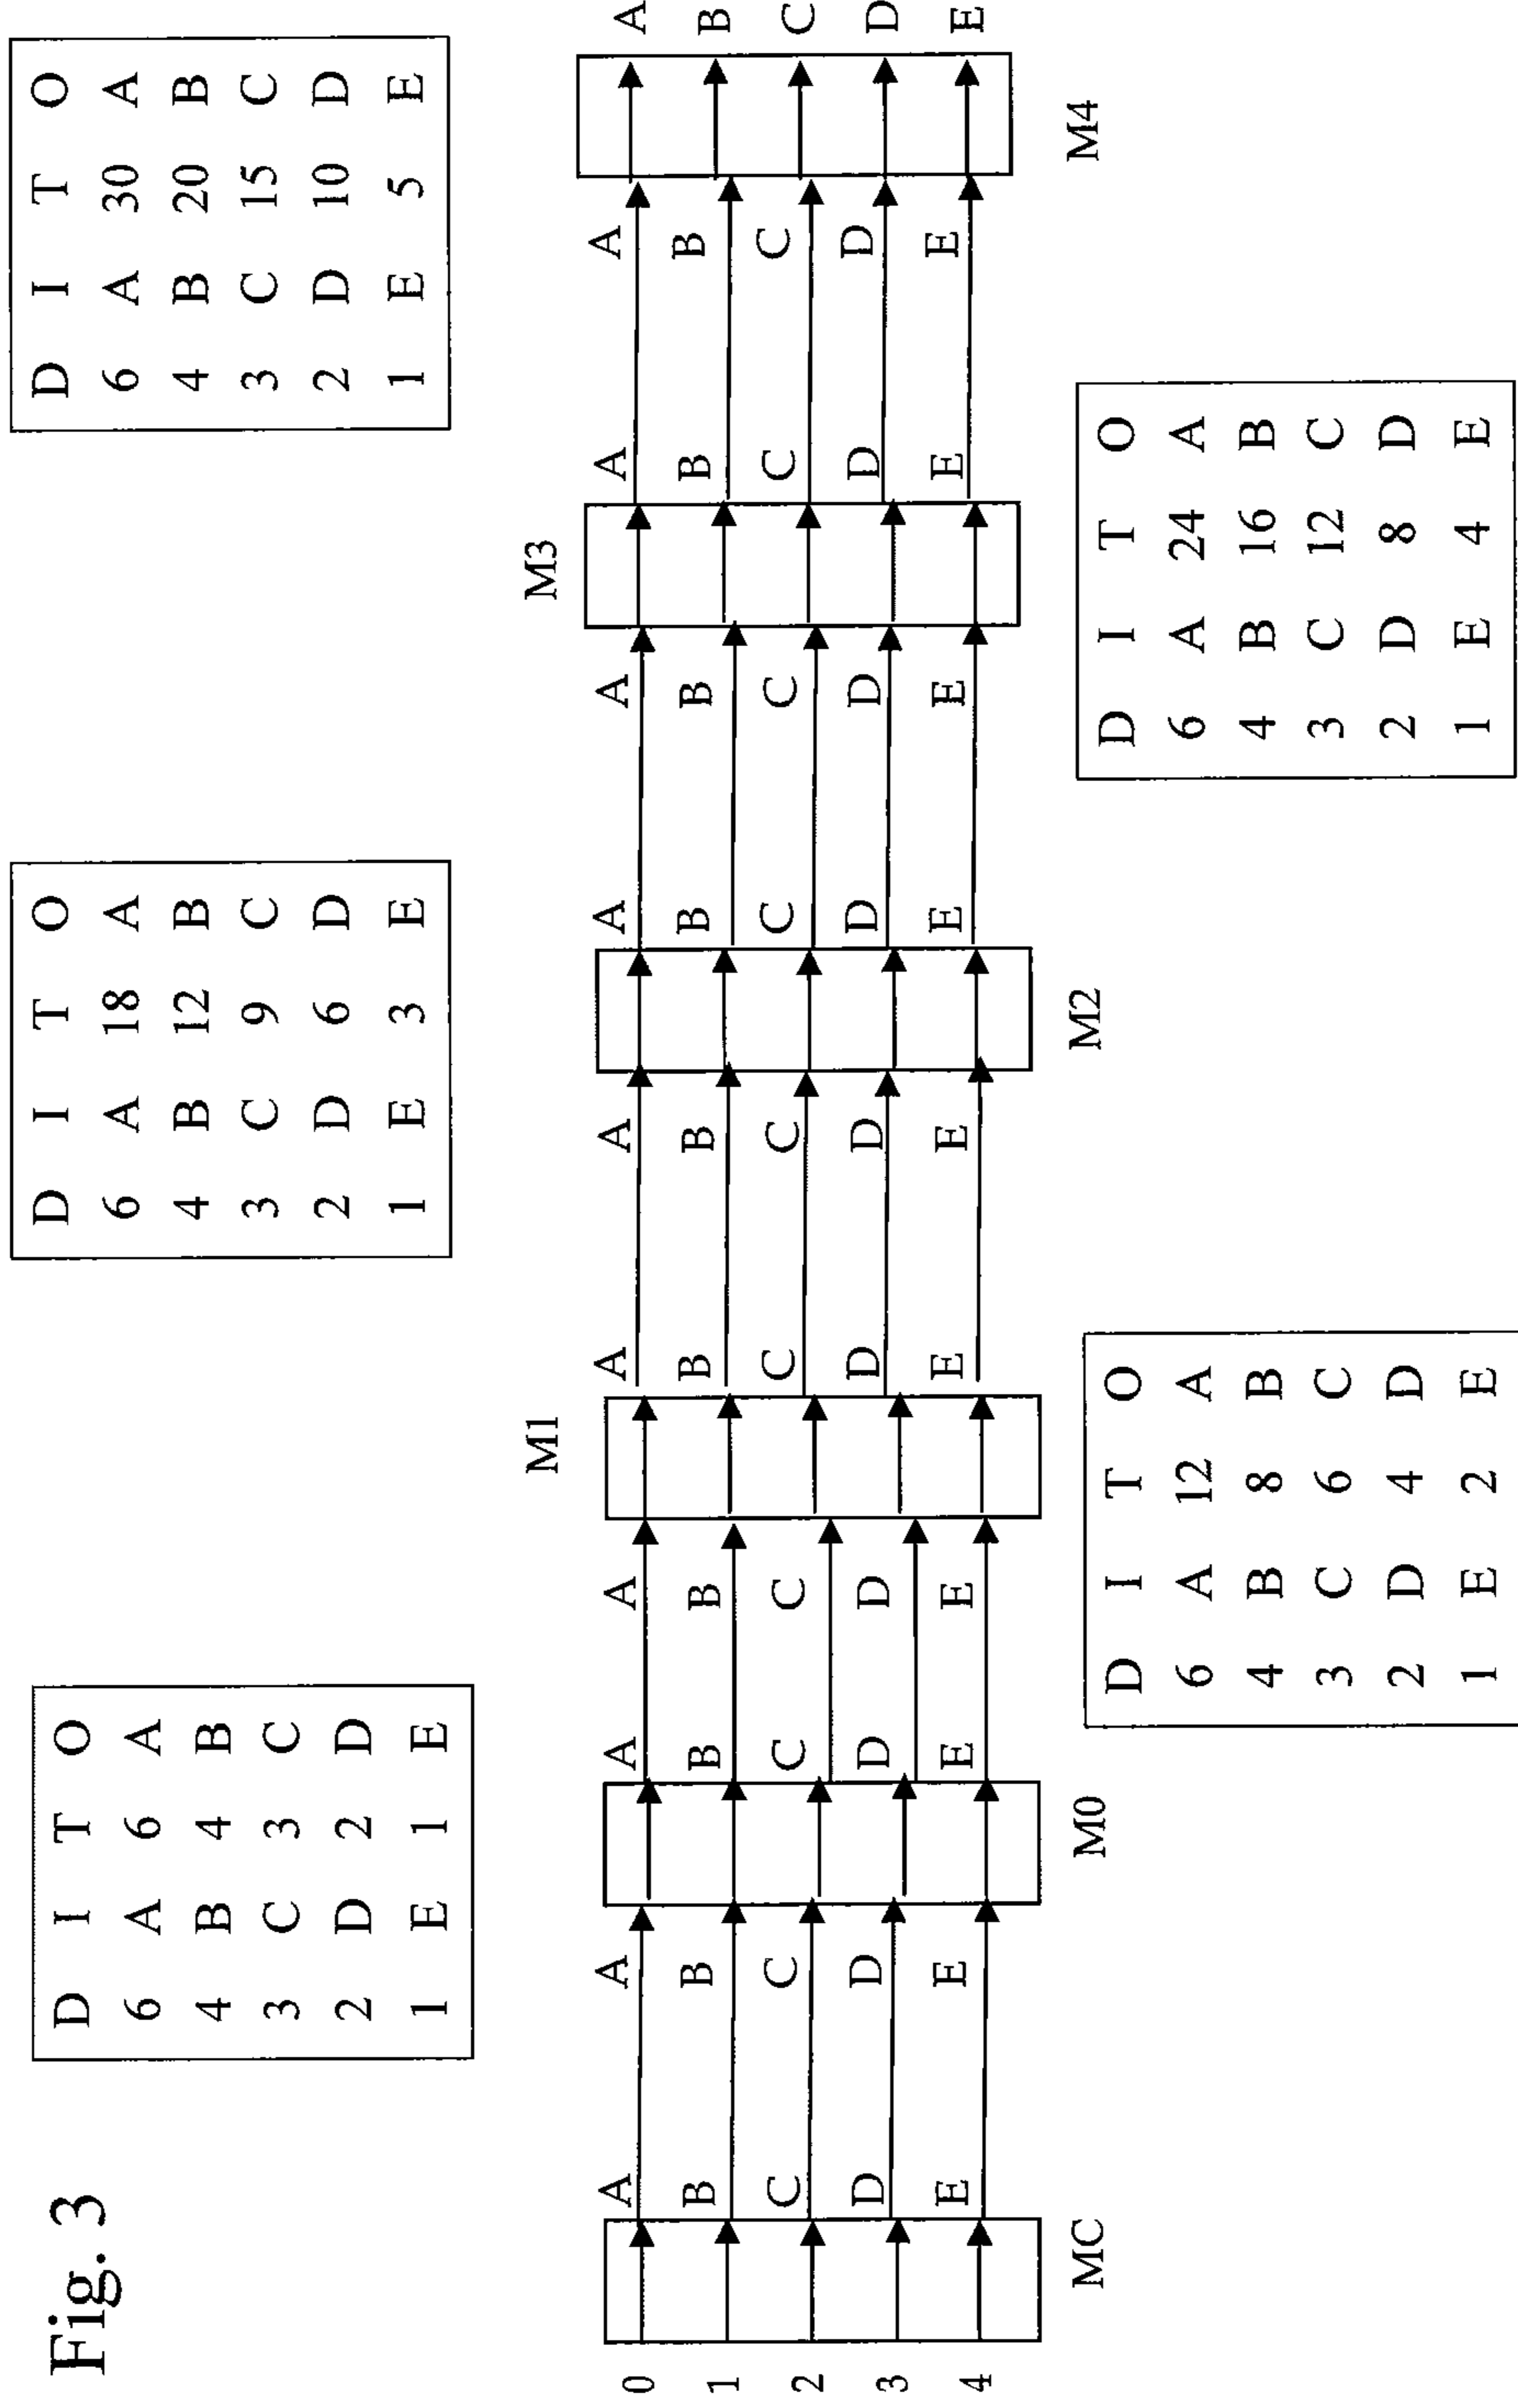 Fig. 3
D I T O
6 A 6 A
4 B 4 B
3 C 3 C
2 D 2 D
1 E 1 E
D I T O
6 A 18 A
4 B 12 B
3 C 9 C
2 D 6 D
1 E 3 E
D I T O
6 A 30 A
4 B 20 B
3 C 15 C
2 D 10 D
1 E 5 E
M1 M3
0 A A A A A A A A A A A
1 B B B B B B B B B B B
2 C C C C C C C C C C C
3 D D D D D D D D D D D
4 E E E E E E E E E E E
MC M0 M2 M4
D I T O
6 A 12 A
4 B 8 B
3 C 6 C
2 D 4 D
1 E 2 E
D I T O
6 A 24 A
4 B 16 B
3 C 12 C
2 D 8 D
1 E 4 E